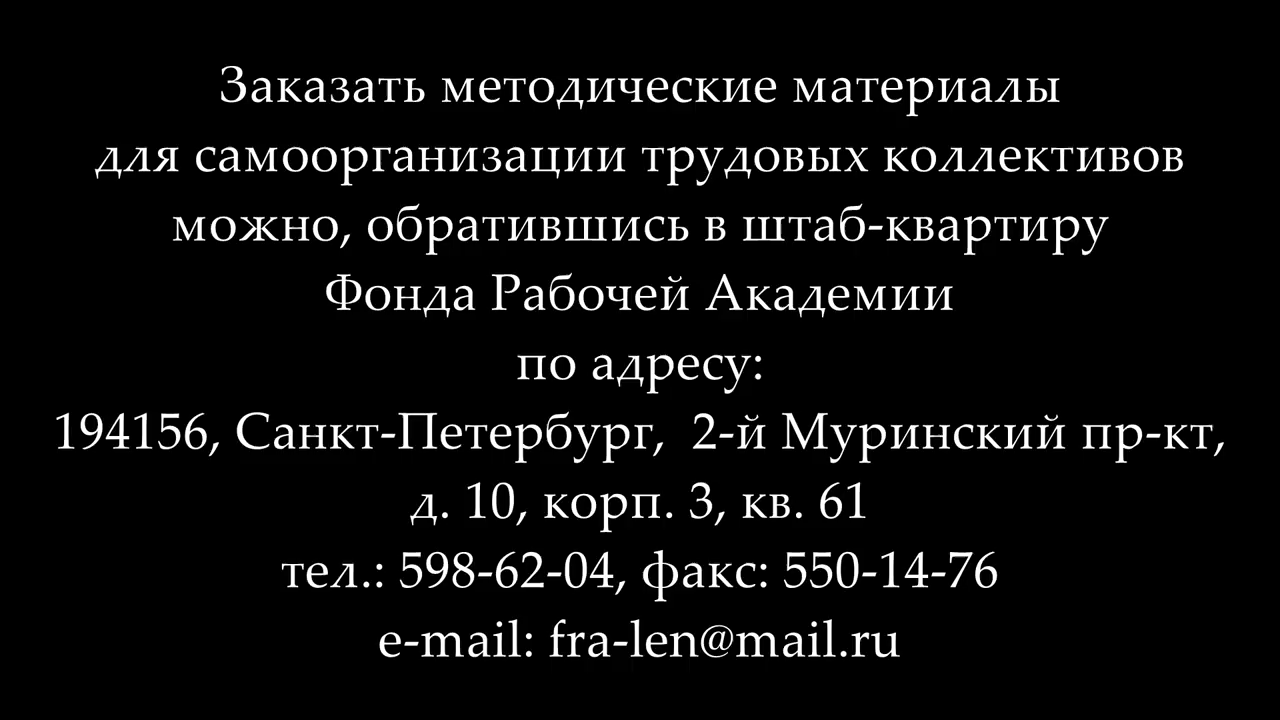 Заказать методические материалы
для самоорганизации трудовых коллективов
можно, обратившись в штаб-квартиру
Фонда Рабочей Академии
по адресу:
194156, Санкт-Петербург,  2-й Муринский пр-кт,
д. 10, корп. 3, кв. 61
тел.: 598-62-04, факс: 550-14-76
e-mail: fra-len@mail.ru